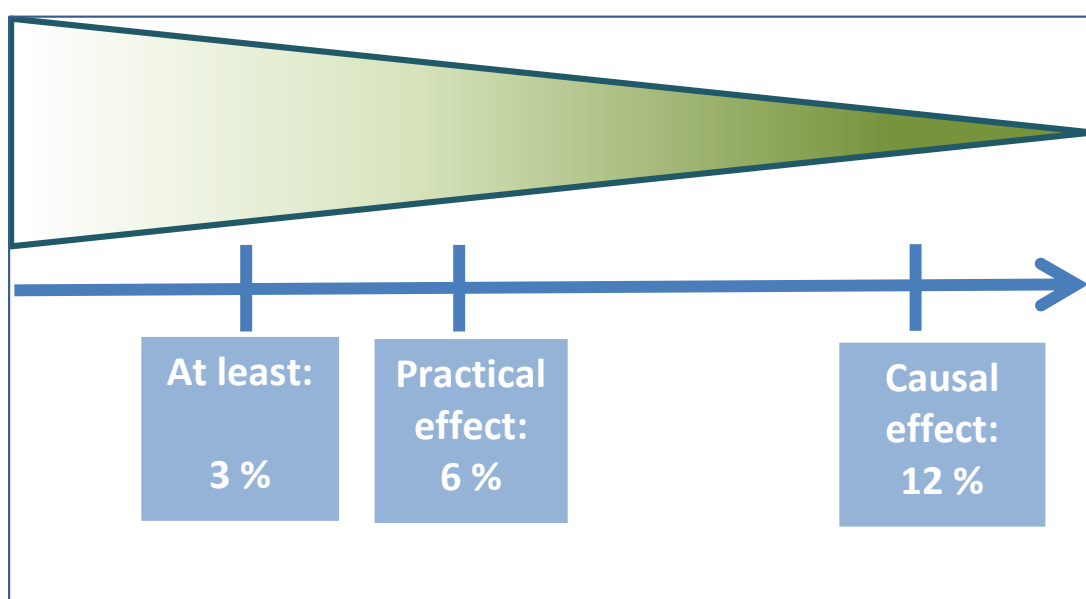 At least:
3 %
Practical
effect:
6 %
Causal
effect:
12 %